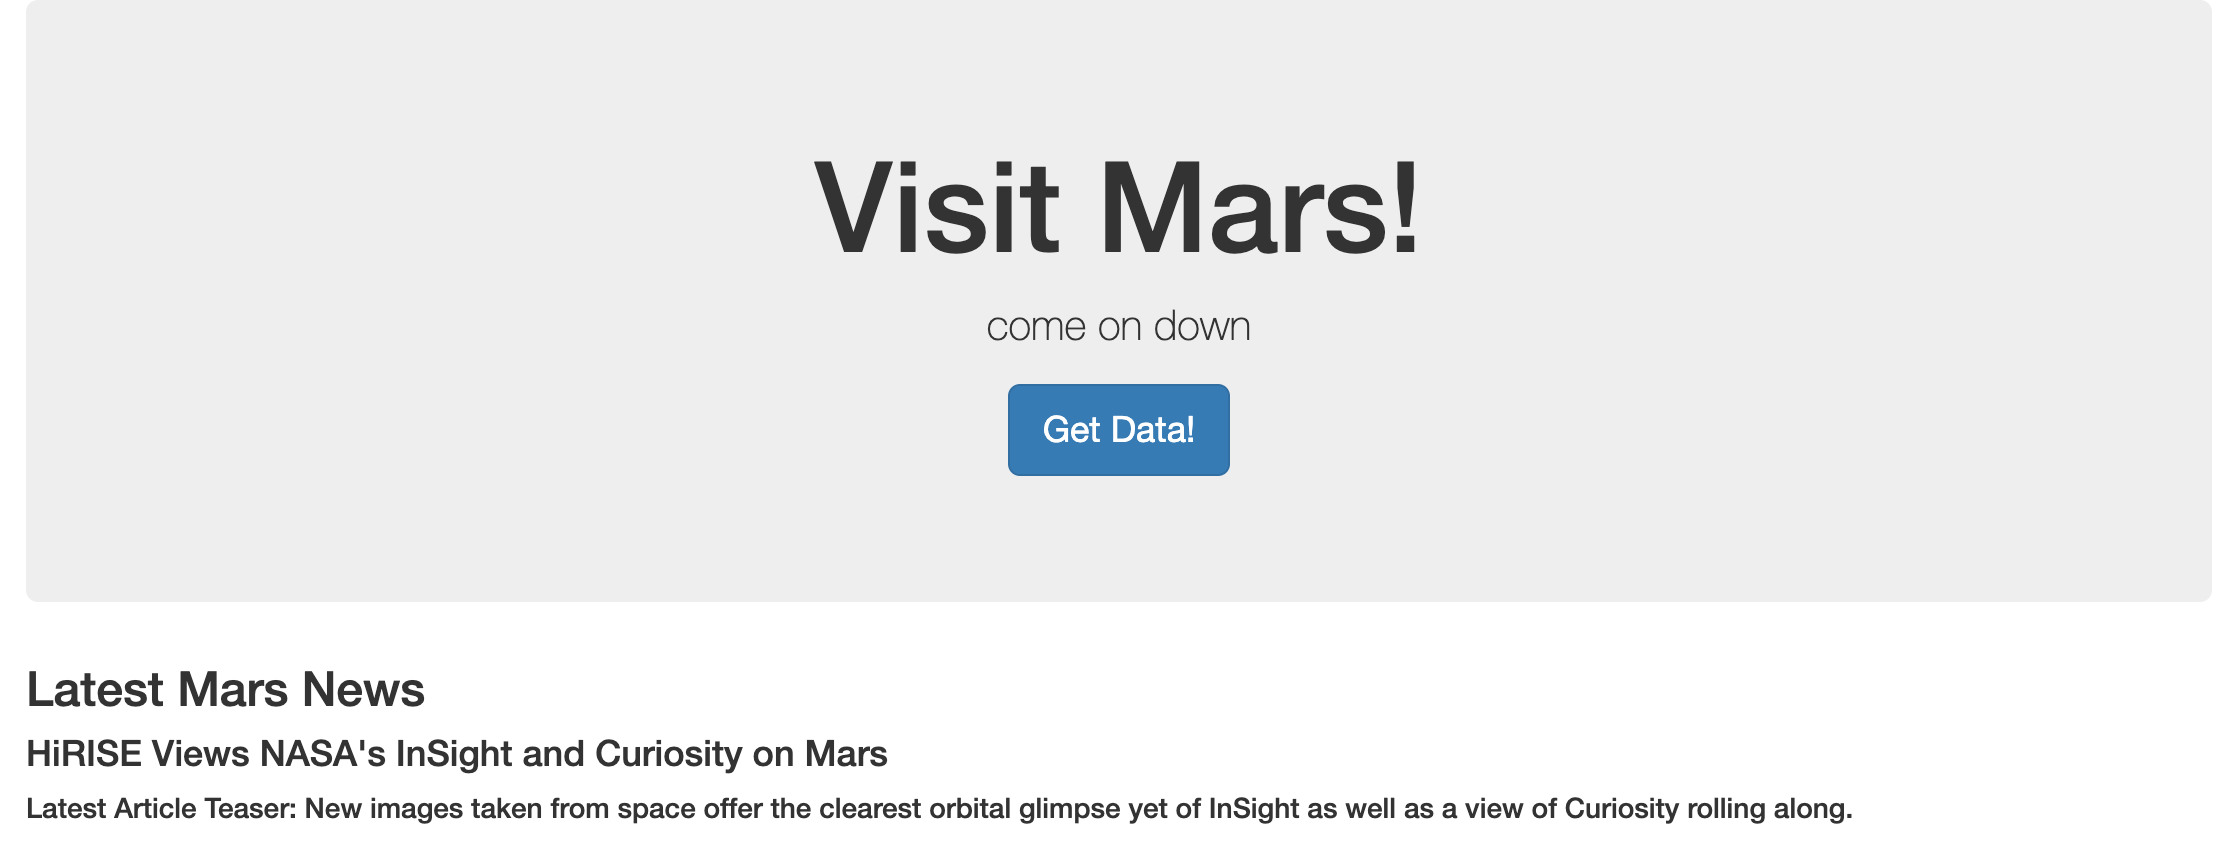 Visit Mars!
come on down
Get Data!
Latest Mars News
HiRISE Views NASA's InSight and Curiosity on Mars
Latest Article Teaser: New images taken from space offer the clearest orbital glimpse yet of InSight as well as a view of Curiosity rolling along.